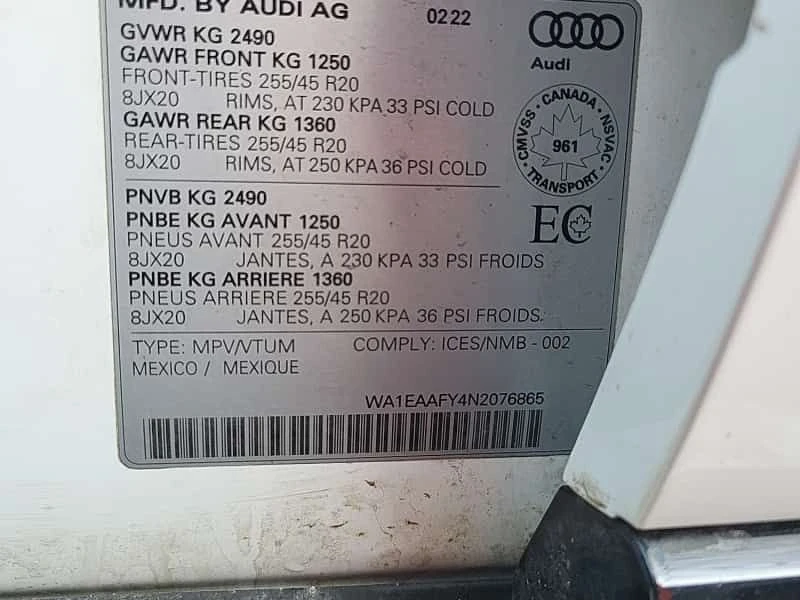 MFD. BY AUDI AG 0222
GVWR KG 2490
GAWR FRONT KG 1250
FRONT-TIRES 255/45 R20
8JX20 RIMS, AT 230 KPA 33 PSI COLD
GAWR REAR KG 1360
REAR-TIRES 255/45 R20
8JX20 RIMS, AT 250 KPA 36 PSI COLD
Audi
CANADA
CMVSS NSVAC
961
TRANSPORT
PNVB KG 2490
PNBE KG AVANT 1250
PNEUS AVANT 255/45 R20
8JX20 JANTES, A 230 KPA 33 PSI FROIDS
PNBE KG ARRIERE 1360
PNEUS ARRIERE 255/45 R20
8JX20 JANTES, A 250 KPA 36 PSI FROIDS.
EC
TYPE: MPV/VTUM COMPLY: ICES/NMB - 002
MEXICO / MEXIQUE
WA1EAAFY4N2076865